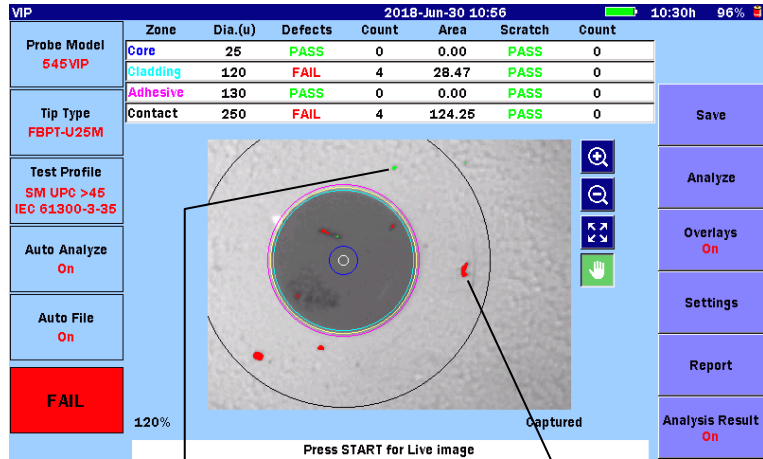 VIP 2018-Jun-30 10:56 10:30h 96%
Probe Model
545VIP
Tip Type
FBPT-U25M
Test Profile
SM UPC >45
IEC 61300-3-35
Auto Analyze
On
Auto File
On
FAIL
Zone Dia.(u) Defects Count Area Scratch Count
Core 25 PASS 0 0.00 PASS 0
Cladding 120 FAIL 4 28.47 PASS 0
Adhesive 130 PASS 0 0.00 PASS 0
Contact 250 FAIL 4 124.25 PASS 0
120% Captured
Press START for Live image
Save
Analyze
Overlays
On
Settings
Report
Analysis Result
On